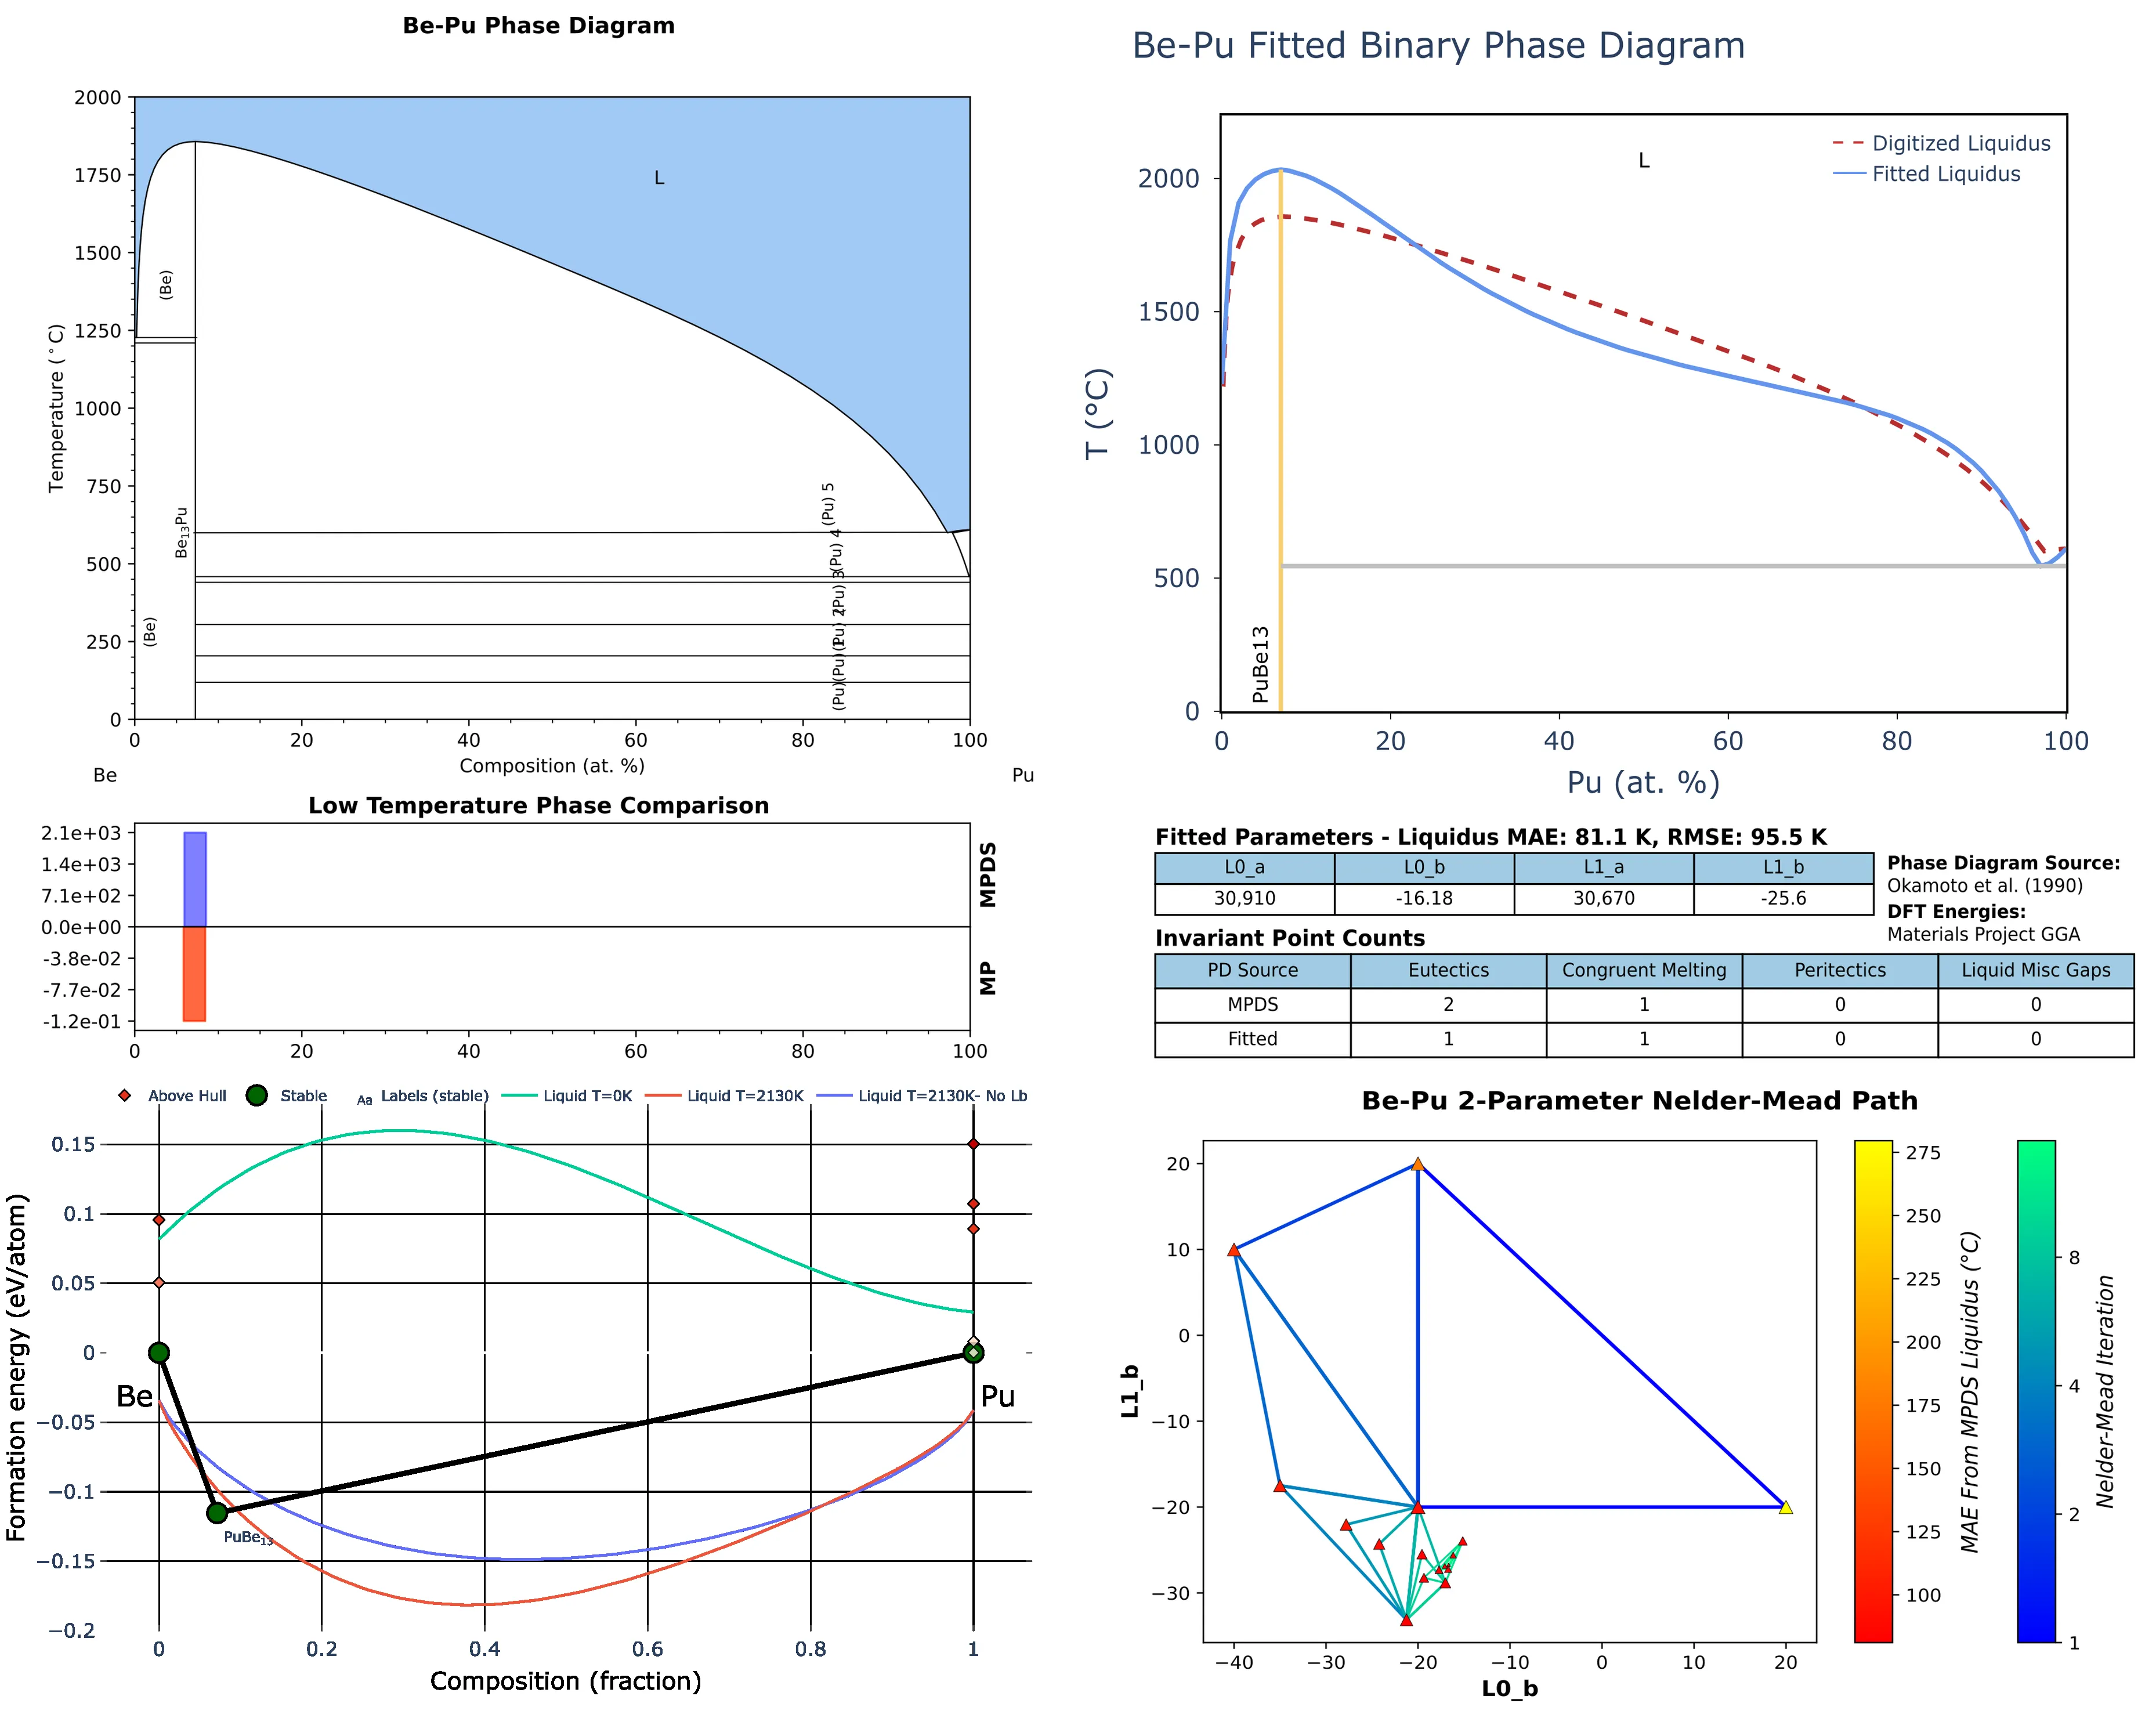 Be-Pu Phase Diagram
2000
1750
1500
1250
1000
750
500
250
0
Temperature (°C)
L
(Be)
(Be)
Be13Pu
(Pu) 5
(Pu) 4
(Pu) 3
(Pu) 2
(Pu)
(Pu)
0 20 40 60 80 100
Composition (at. %)
Be Pu
Be-Pu Fitted Binary Phase Diagram
Digitized Liquidus
Fitted Liquidus
L
2000
1500
1000
500
0
T (°C)
PuBe13
0 20 40 60 80 100
Pu (at. %)
Low Temperature Phase Comparison
2.1e+03
1.4e+03
7.1e+02
0.0e+00
-3.8e-02
-7.7e-02
-1.2e-01
MPDS
MP
0 20 40 60 80 100
Fitted Parameters - Liquidus MAE: 81.1 K, RMSE: 95.5 K
L0_a L0_b L1_a L1_b
30,910 -16.18 30,670 -25.6
Phase Diagram Source:
Okamoto et al. (1990)
DFT Energies:
Materials Project GGA
Invariant Point Counts
PD Source Eutectics Congruent Melting Peritectics Liquid Misc Gaps
MPDS 2 1 0 0
Fitted 1 1 0 0
Above Hull Stable Aa Labels (stable) Liquid T=0K Liquid T=2130K Liquid T=2130K- No Lb
0.15
0.1
0.05
0
−0.05
−0.1
−0.15
−0.2
Formation energy (eV/atom)
Be
Pu
PuBe13
0 0.2 0.4 0.6 0.8 1
Composition (fraction)
Be-Pu 2-Parameter Nelder-Mead Path
20
10
0
−10
−20
−30
L1_b
−40 −30 −20 −10 0 10 20
L0_b
275
250
225
200
175
150
125
100
MAE From MPDS Liquidus (°C)
8
4
2
1
Nelder-Mead Iteration